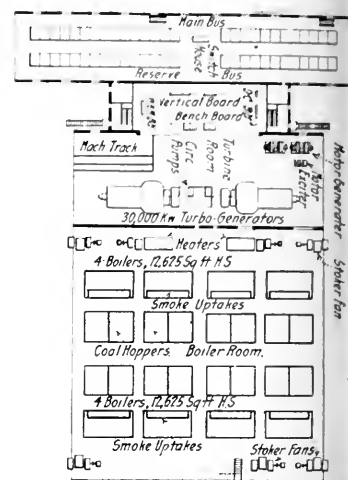 Main Bus
Switch House
Reserve Bus
Vertical Board
Bench Board
Mach Track
Circ Pumps
Turbine Room
Motor Exciter
Motor Generator
Stoker Fan
30,000 Kw Turbo-Generators
Heaters
4 Boilers, 12,625 Sq ft H.S
Smoke Uptakes
Coal Hoppers. Boiler Room.
4 Boilers, 12,625 Sq ft H.S
Smoke Uptakes
Stoker Fans